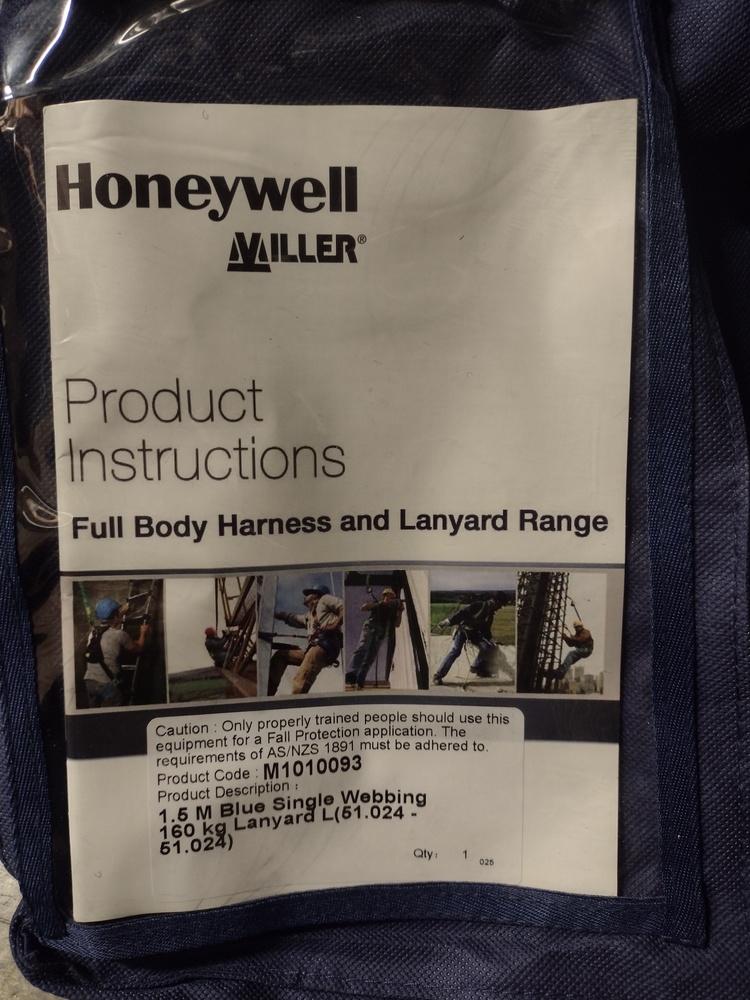 Honeywell
MILLER®
Product
Instructions
Full Body Harness and Lanyard Range
Caution : Only properly trained people should use this
equipment for a Fall Protection application. The
requirements of AS/NZS 1891 must be adhered to.
Product Code : M1010093
Product Description :
1.5 M Blue Single Webbing
160 kg Lanyard L(51.024 -
51.024)
Qty: 1 025